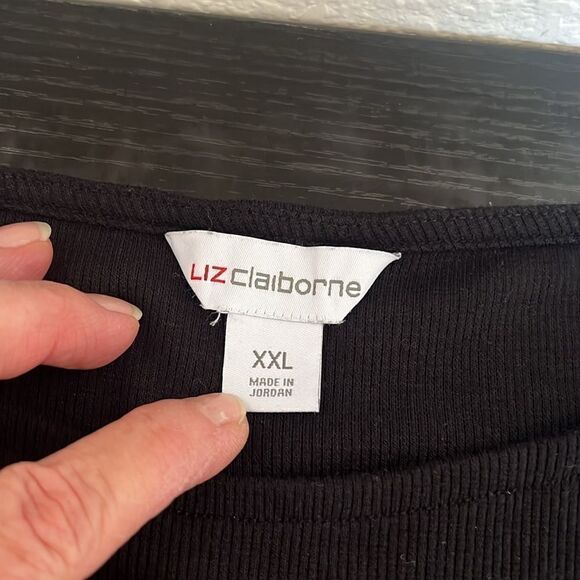 LIZ claiborne
XXL
MADE IN
JORDAN